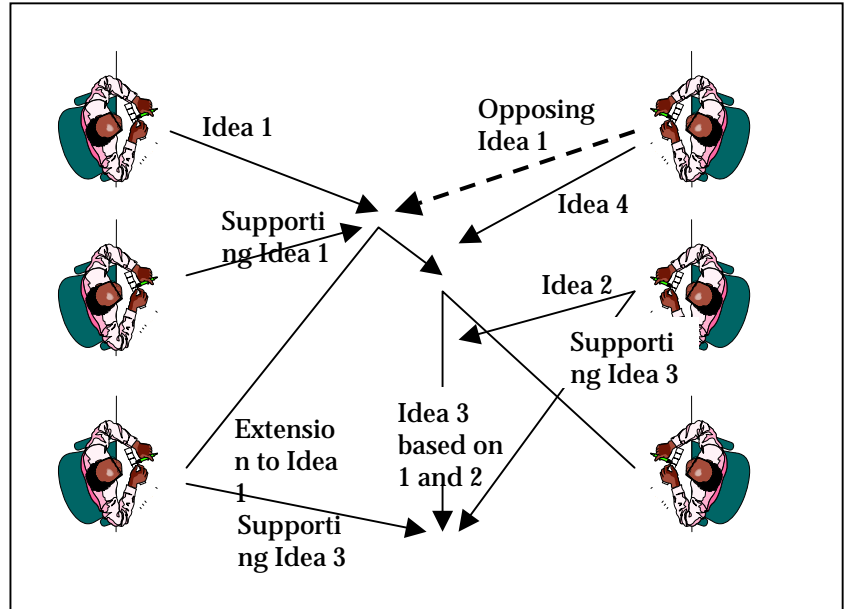 Idea 1
Opposing
Idea 1
Supporti
ng Idea 1
Idea 4
Idea 2
Supporti
ng Idea 3
Extensio
n to Idea
1
Idea 3
based on
1 and 2
Supporti
ng Idea 3